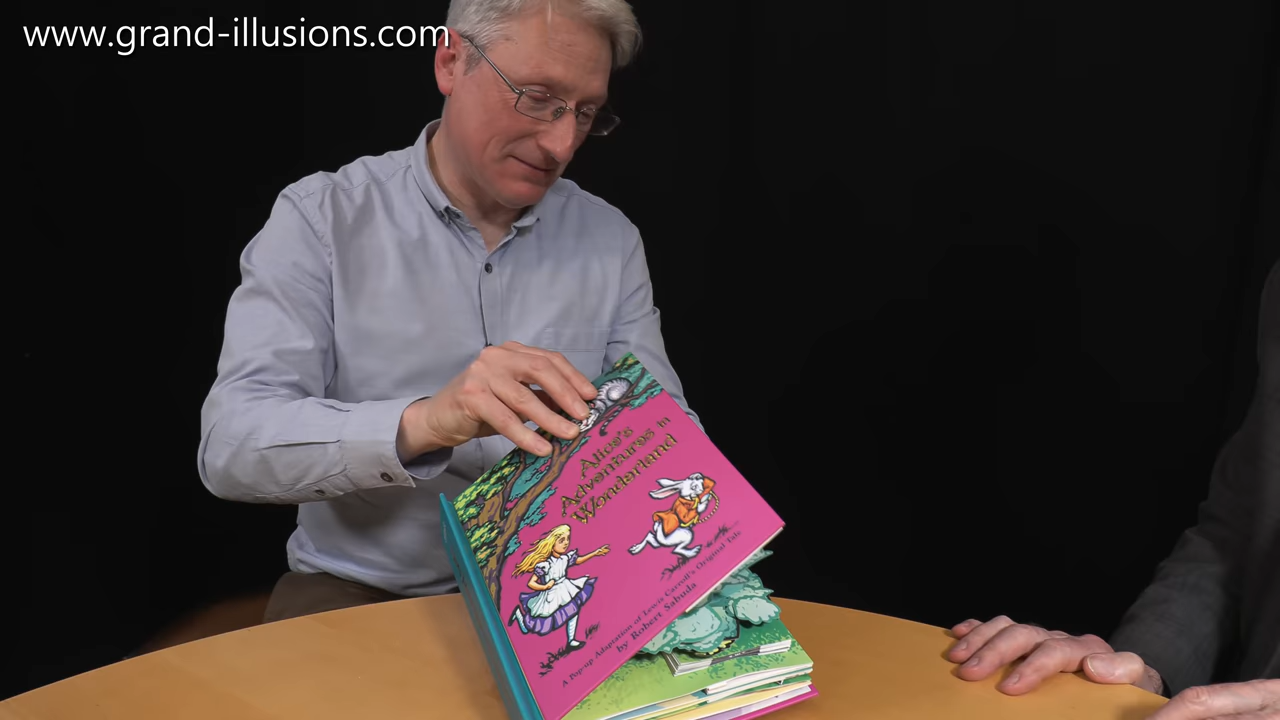 www.grand-illusions.com
Alice's
Adventures in
Wonderland
A Pop-up Adaptation of Lewis Carroll's Original Tale
by Robert Sabuda